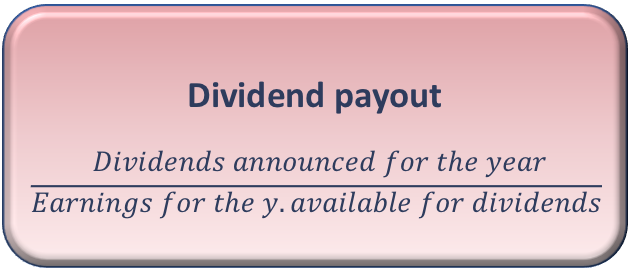 Dividend payout
Dividends announced for the year
Earnings for the y. available for dividends